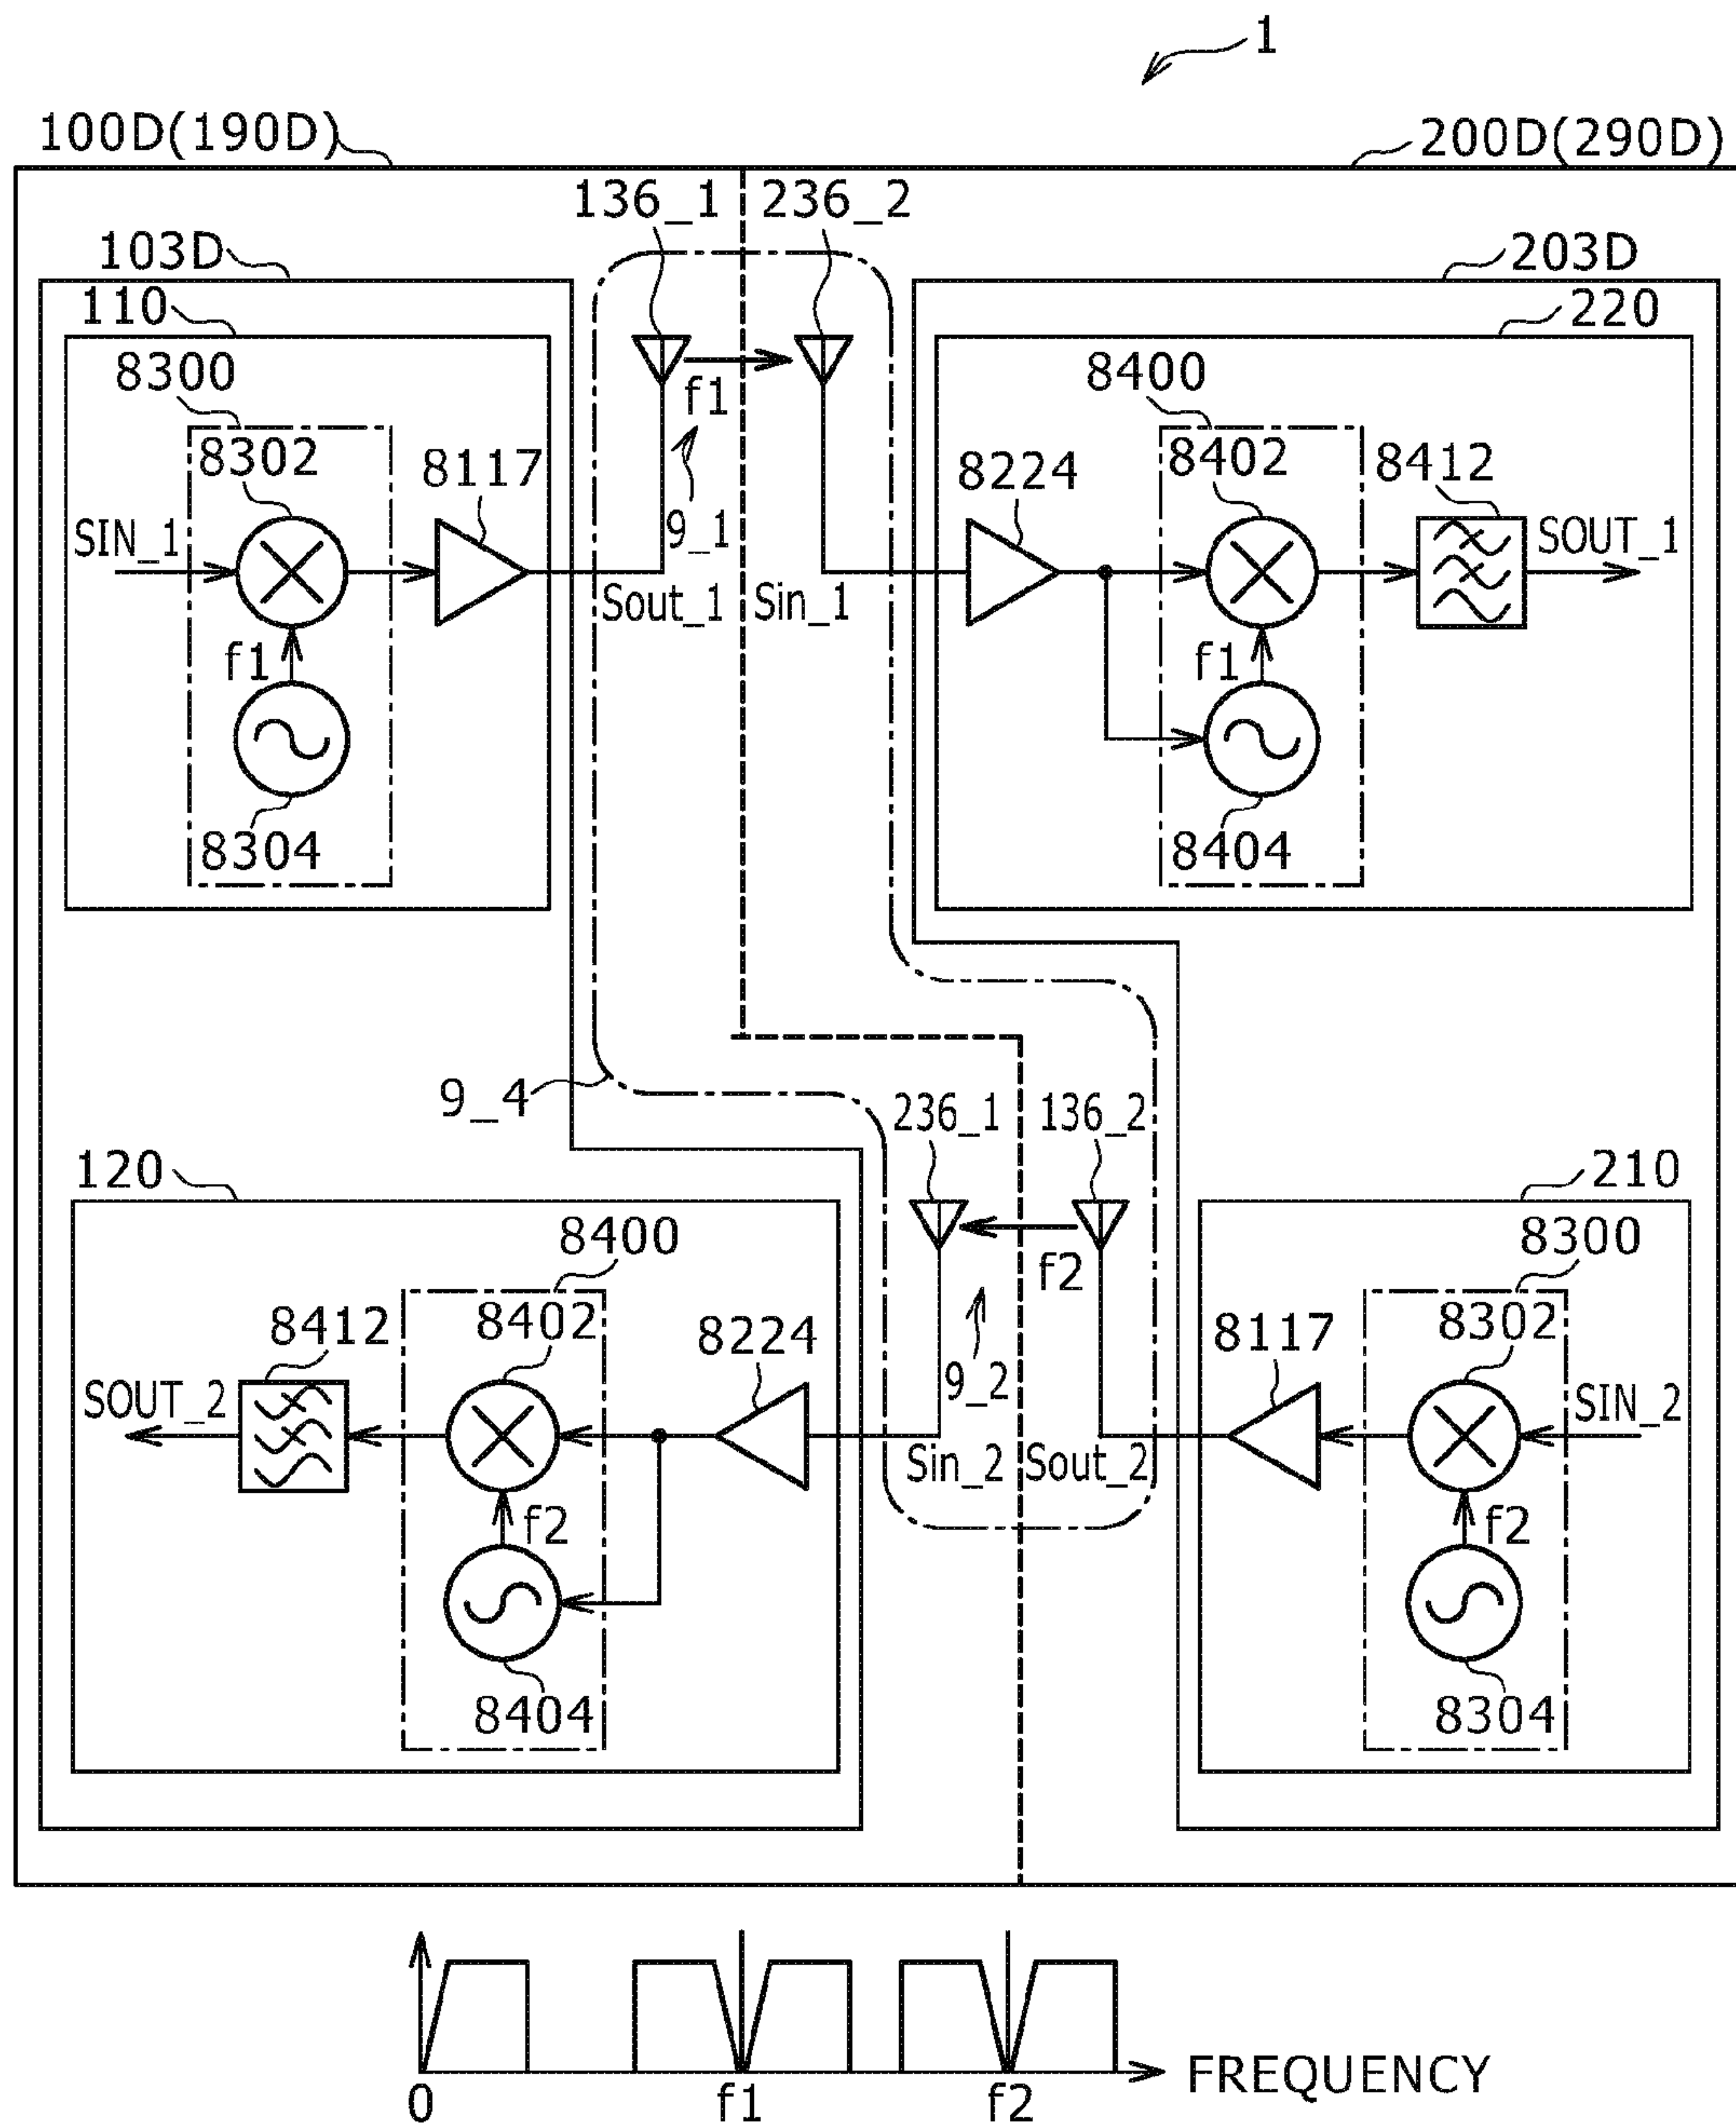 1
100D(190D)
200D(290D)
136_1
236_2
103D
203D
110
220
8300
8400
f1
8302
8117
8402
8412
8224
SIN_1
9_1
SOUT_1
Sout_1
Sin_1
f1
f1
8304
8404
9_4
236_1
136_2
120
210
8400
8300
f2
8402
8302
8412
8224
8117
SOUT_2
9_2
SIN_2
Sin_2
Sout_2
f2
f2
8404
8304
0
f1
f2
FREQUENCY